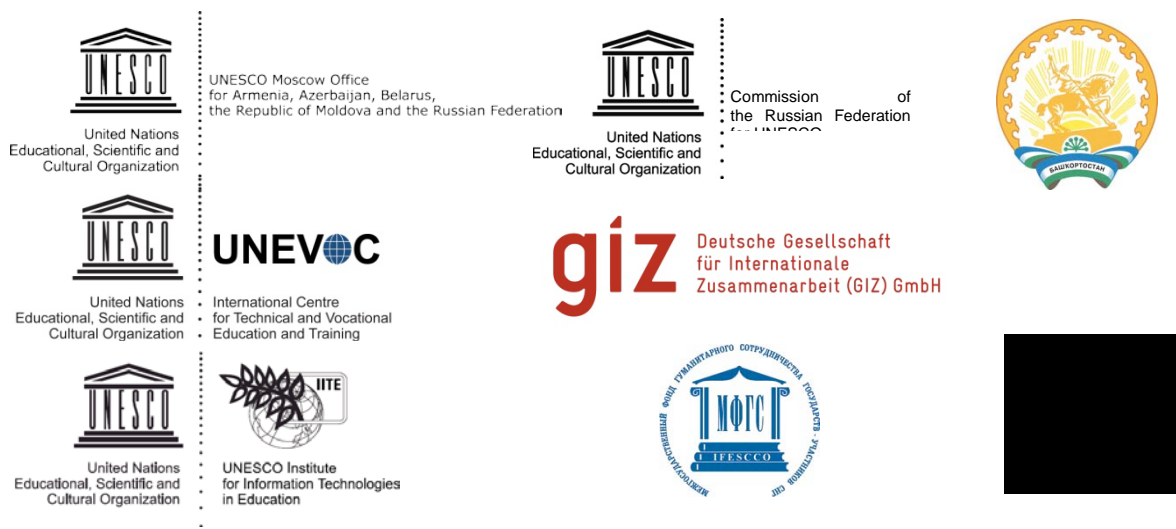 UNESCO
United Nations
Educational, Scientific and
Cultural Organization
UNESCO Moscow Office
for Armenia, Azerbaijan, Belarus,
the Republic of Moldova and the Russian Federation
UNESCO
United Nations
Educational, Scientific and
Cultural Organization
Commission of
the Russian Federation
for UNESCO
БАШКОРТОСТАН
UNESCO
United Nations
Educational, Scientific and
Cultural Organization
UNEVOC
International Centre
for Technical and Vocational
Education and Training
giz
Deutsche Gesellschaft
für Internationale
Zusammenarbeit (GIZ) GmbH
UNESCO
United Nations
Educational, Scientific and
Cultural Organization
IITE
UNESCO Institute
for Information Technologies
in Education
МЕЖГОСУДАРСТВЕННЫЙ ФОНД ГУМАНИТАРНОГО СОТРУДНИЧЕСТВА ГОСУДАРСТВ - УЧАСТНИКОВ СНГ
МФГС
IFESCCO